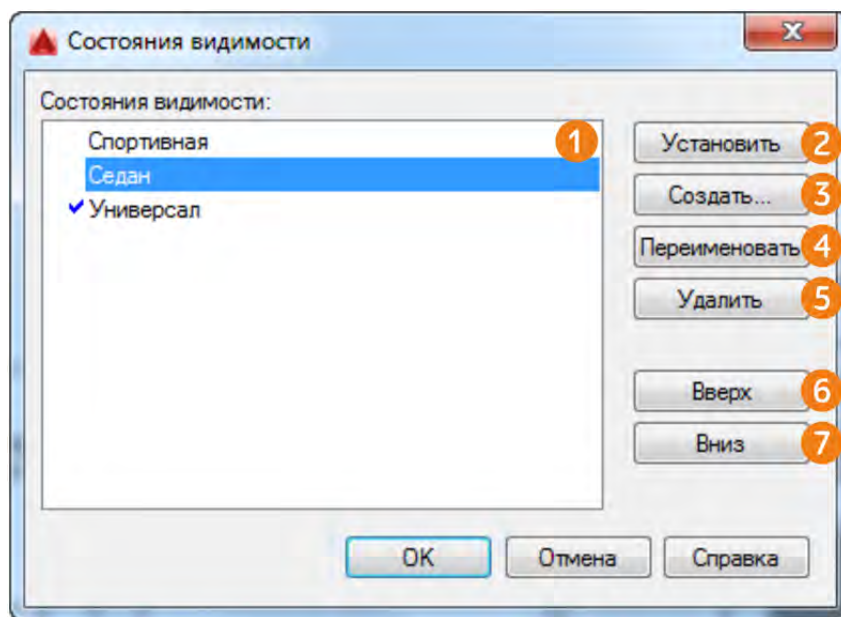 Состояния видимости
Состояния видимости:
Спортивная
1
Установить
2
Седан
Создать...
3
Универсал
Переименовать
4
Удалить
5
Вверх
6
Вниз
7
OK
Отмена
Справка